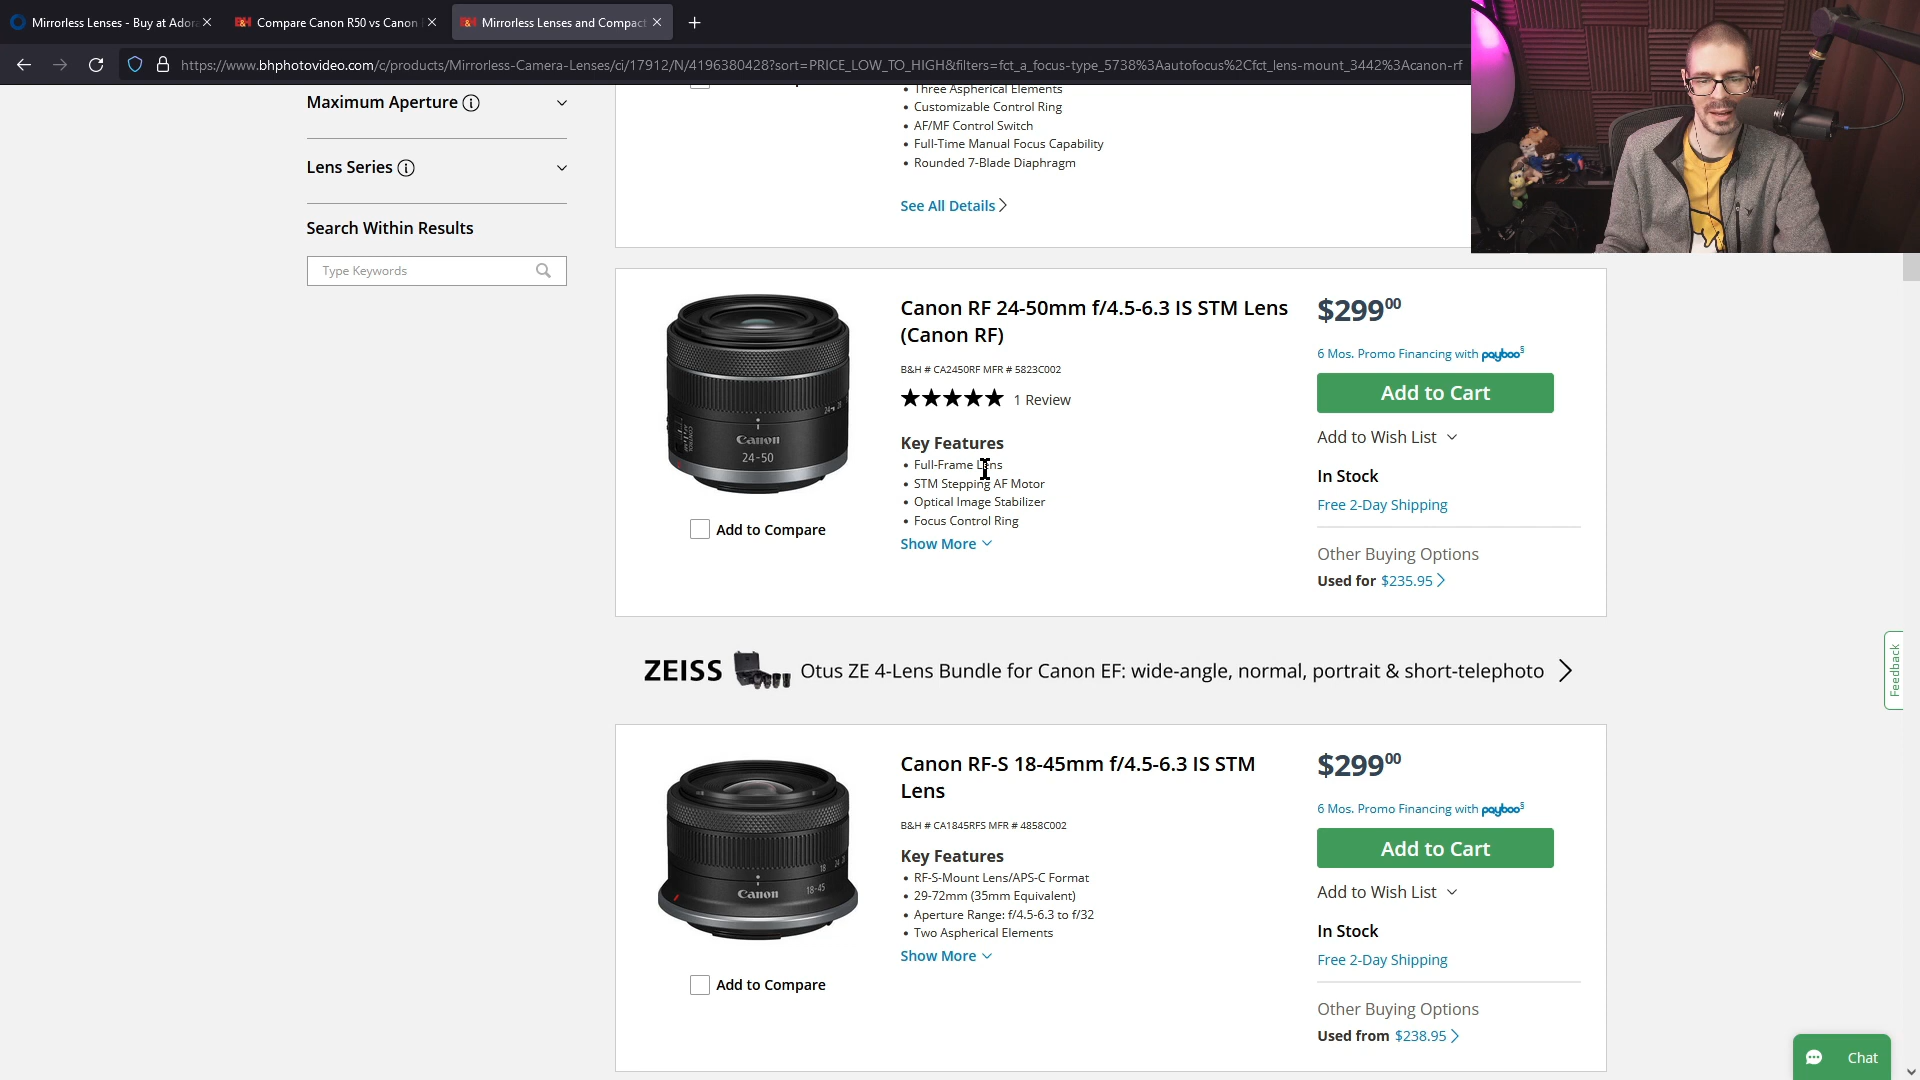 Mirrorless Lenses - Buy at Ador
Compare Canon R50 vs Canon
Mirrorless Lenses and Compact
https://www.bhphotovideo.com/c/products/Mirrorless-Camera-Lenses/ci/17912/N/4196380428?sort=PRICE_LOW_TO_HIGH&filters=fct_a_focus-type_5738%3Aautofocus%2Cfct_lens-mount_3442%3Acanon-rf
Maximum Aperture
Lens Series
Search Within Results
Type Keywords
• Three Aspherical Elements
• Customizable Control Ring
• AF/MF Control Switch
• Full-Time Manual Focus Capability
• Rounded 7-Blade Diaphragm
See All Details
Canon
24-50
Add to Compare
Canon RF 24-50mm f/4.5-6.3 IS STM Lens
(Canon RF)
B&H # CA2450RF MFR # 5823C002
1 Review
Key Features
• Full-Frame Lens
• STM Stepping AF Motor
• Optical Image Stabilizer
• Focus Control Ring
Show More
$299.00
6 Mos. Promo Financing with payboo§
Add to Cart
Add to Wish List
In Stock
Free 2-Day Shipping
Other Buying Options
Used for $235.95
ZEISS Otus ZE 4-Lens Bundle for Canon EF: wide-angle, normal, portrait & short-telephoto
Canon
18-45
Add to Compare
Canon RF-S 18-45mm f/4.5-6.3 IS STM
Lens
B&H # CA1845RFS MFR # 4858C002
Key Features
• RF-S-Mount Lens/APS-C Format
• 29-72mm (35mm Equivalent)
• Aperture Range: f/4.5-6.3 to f/32
• Two Aspherical Elements
Show More
$299.00
6 Mos. Promo Financing with payboo§
Add to Cart
Add to Wish List
In Stock
Free 2-Day Shipping
Other Buying Options
Used from $238.95
Feedback
Chat